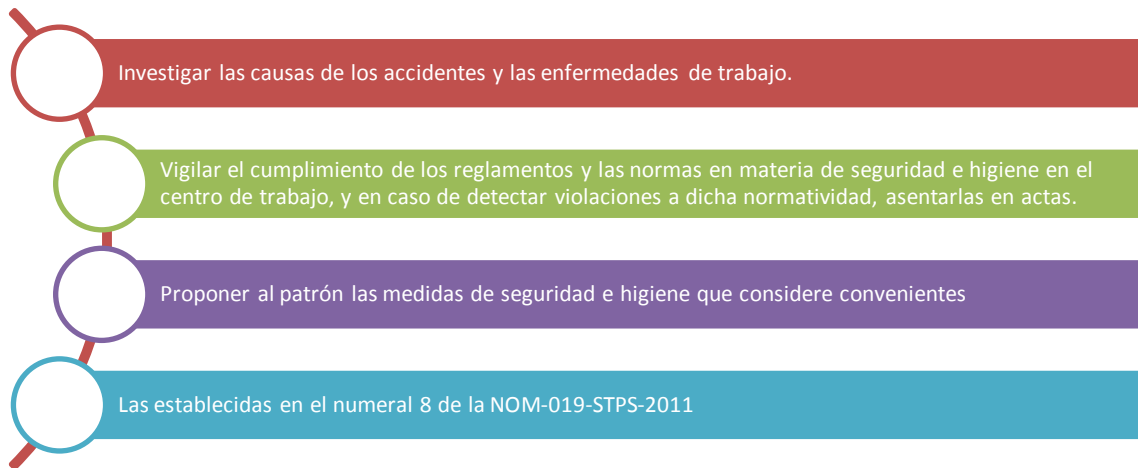 Investigar las causas de los accidentes y las enfermedades de trabajo.
Vigilar el cumplimiento de los reglamentos y las normas en materia de seguridad e higiene en el
centro de trabajo, y en caso de detectar violaciones a dicha normatividad, asentarlas en actas.
Proponer al patrón las medidas de seguridad e higiene que considere convenientes
Las establecidas en el numeral 8 de la NOM-019-STPS-2011